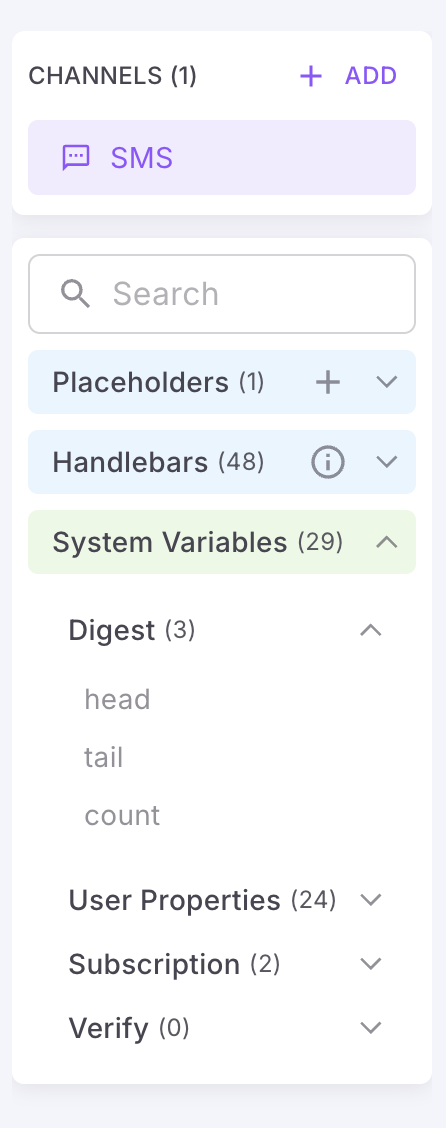 CHANNELS (1) + ADD
SMS
Search
Placeholders (1)
Handlebars (48)
System Variables (29)
Digest (3)
head
tail
count
User Properties (24)
Subscription (2)
Verify (0)